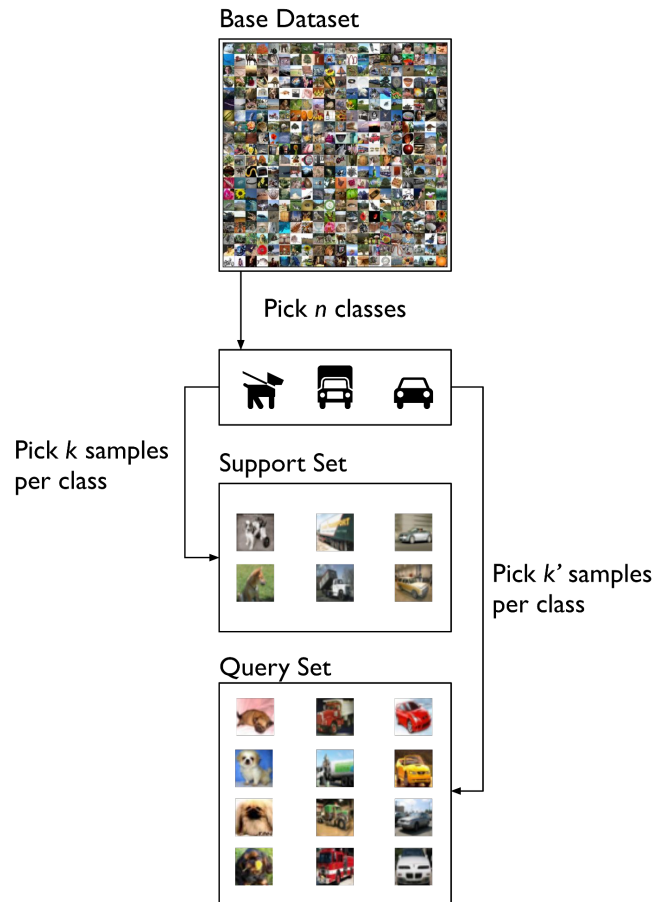 Base Dataset
Pick n classes
Pick k samples
per class
Support Set
Pick k’ samples
per class
Query Set